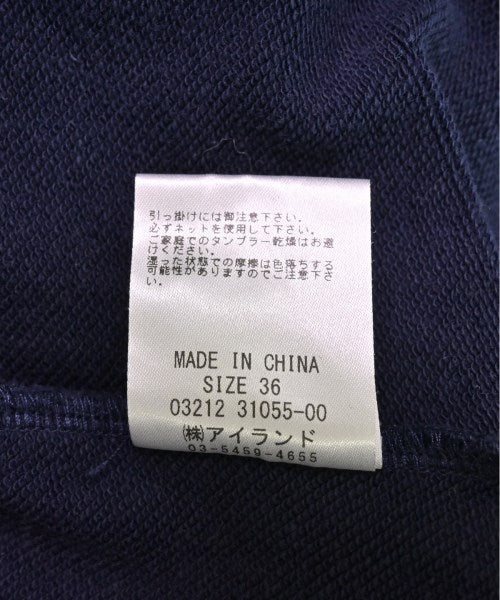 引っ掛けには御注意下さい。
必ずネットを使用して下さい。
ご家庭でのタンブラー乾燥はお避
け下さい。
湿った状態での摩擦は色落ちする
可能性がありますのでご注意下さ
い。
MADE IN CHINA
SIZE 36
03212 31055-00
㈱アイランド
03-5459-4655